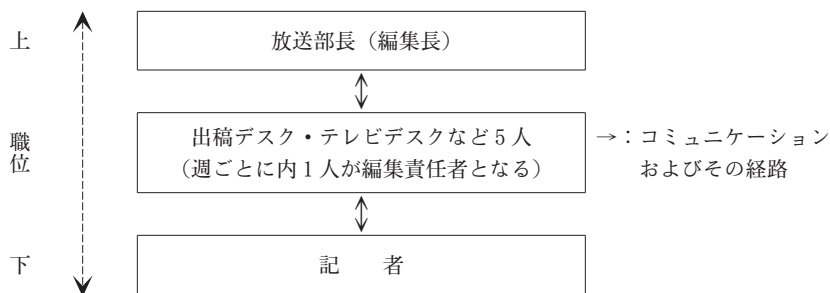 上
放送部長（編集長）
職位
出稿デスク・テレビデスクなど5人
（週ごとに内1人が編集責任者となる）
→：コミュニケーション
およびその経路
下
記　　者